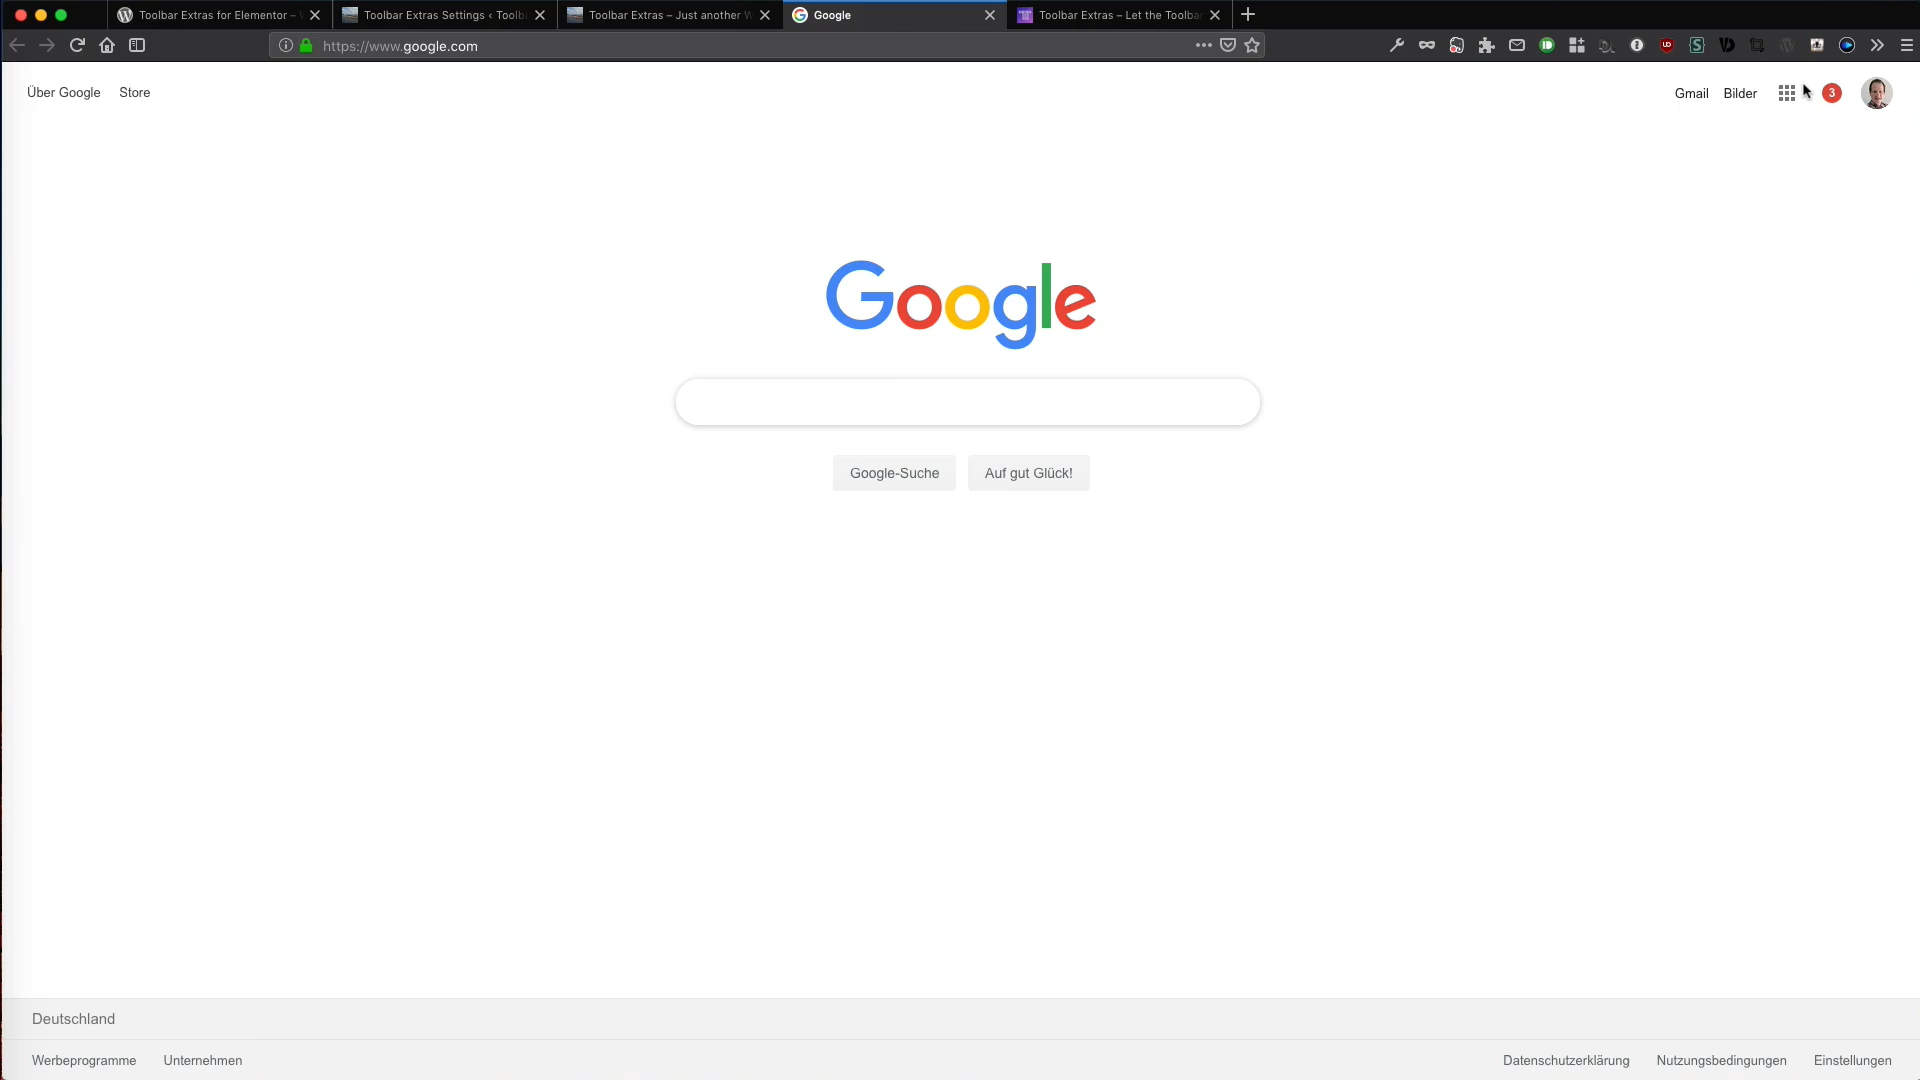 Toolbar Extras for Elementor –
Toolbar Extras Settings ‹ Toolb
Toolbar Extras – Just another W
Google
Toolbar Extras – Let the Toolbar
https://www.google.com
Über Google Store
Gmail Bilder 3
Google
Google-Suche Auf gut Glück!
Deutschland
Werbeprogramme Unternehmen
Datenschutzerklärung Nutzungsbedingungen Einstellungen